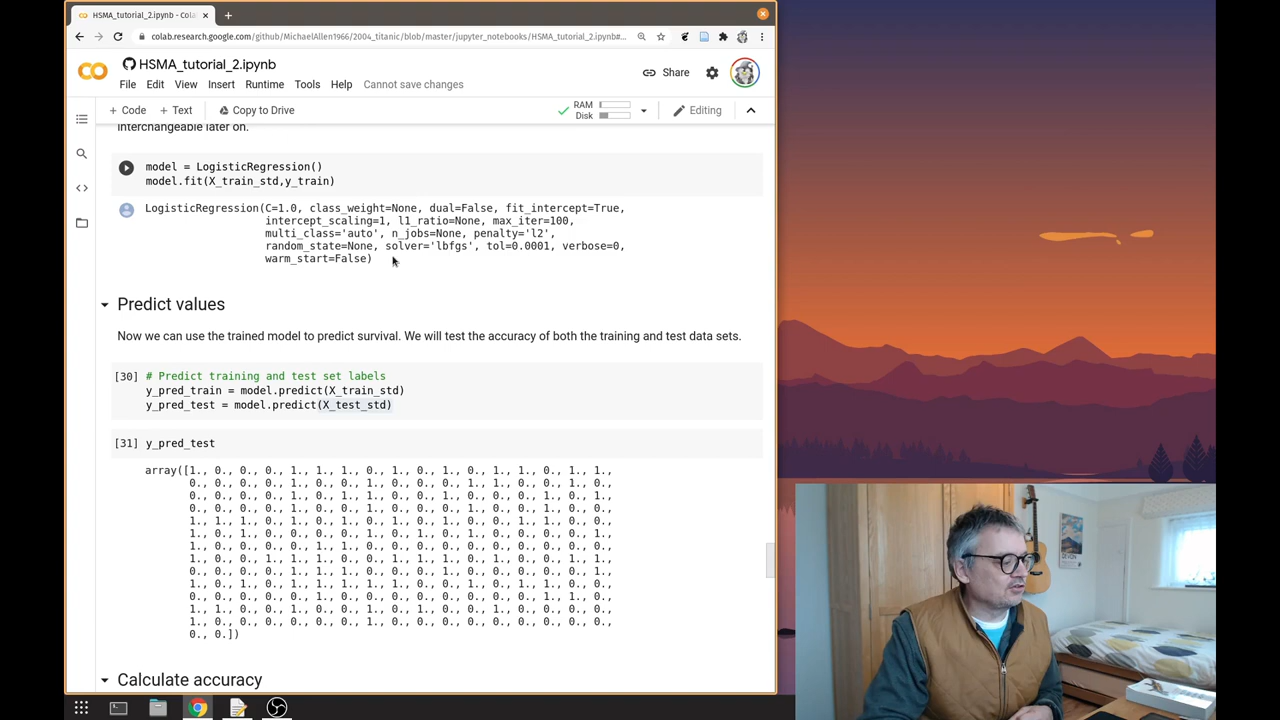 HSMA_tutorial_2.ipynb - Cola
colab.research.google.com/github/MichaelAllen1966/2004_titanic/blob/master/jupyter_notebooks/HSMA_tutorial_2.ipynb#...
HSMA_tutorial_2.ipynb
Share
File Edit View Insert Runtime Tools Help Cannot save changes
+ Code + Text Copy to Drive
RAM
Disk
Editing
interchangeable later on.
model = LogisticRegression()
model.fit(X_train_std,y_train)
LogisticRegression(C=1.0, class_weight=None, dual=False, fit_intercept=True,
intercept_scaling=1, l1_ratio=None, max_iter=100,
multi_class='auto', n_jobs=None, penalty='l2',
random_state=None, solver='lbfgs', tol=0.0001, verbose=0,
warm_start=False)
Predict values
Now we can use the trained model to predict survival. We will test the accuracy of both the training and test data sets.
[30] # Predict training and test set labels
y_pred_train = model.predict(X_train_std)
y_pred_test = model.predict(X_test_std)
[31] y_pred_test
array([1., 0., 0., 0., 1., 1., 1., 0., 1., 0., 1., 0., 1., 1., 0., 1., 1.,
0., 0., 0., 0., 1., 0., 0., 1., 0., 0., 1., 0., 0., 1., 0., 0.,
0., 0., 0., 0., 1., 0., 1., 1., 0., 0., 0., 0., 1., 0., 0., 1.,
0., 0., 0., 0., 1., 0., 0., 0., 1., 0., 0., 0., 0., 1., 0., 0.,
1., 1., 1., 0., 0., 0., 1., 0., 1., 0., 1., 0., 1., 1., 0., 0.,
1., 0., 1., 0., 0., 1., 0., 1., 0., 0., 1., 0., 0., 0., 0., 1.,
1., 0., 0., 0., 0., 1., 1., 0., 0., 0., 0., 0., 0., 0., 0., 0.,
1., 0., 0., 1., 1., 1., 0., 0., 1., 1., 0., 1., 0., 0., 0., 1.,
0., 0., 0., 0., 1., 1., 1., 0., 0., 0., 1., 0., 0., 1., 0., 0.,
1., 0., 1., 0., 1., 1., 1., 1., 1., 0., 0., 0., 1., 0., 0., 1.,
0., 0., 0., 0., 0., 1., 0., 0., 0., 0., 0., 0., 0., 1., 1., 0.,
1., 1., 0., 0., 1., 0., 0., 1., 0., 1., 0., 0., 1., 0., 0., 0.,
0., 0., 0., 0., 0., 0., 0., 1., 0., 0., 0., 0., 0., 0., 0., 0.,
0., 0.])
Calculate accuracy